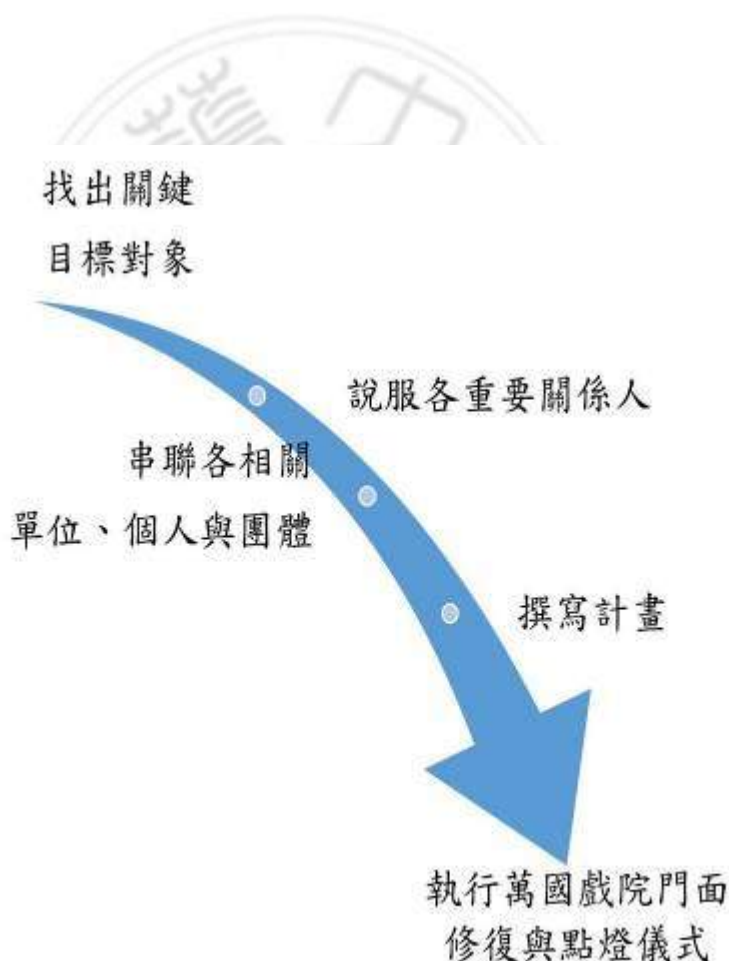 找出關鍵
目標對象
說服各重要關係人
串聯各相關
單位、個人與團體
撰寫計畫
執行萬國戲院門面
修復與點燈儀式